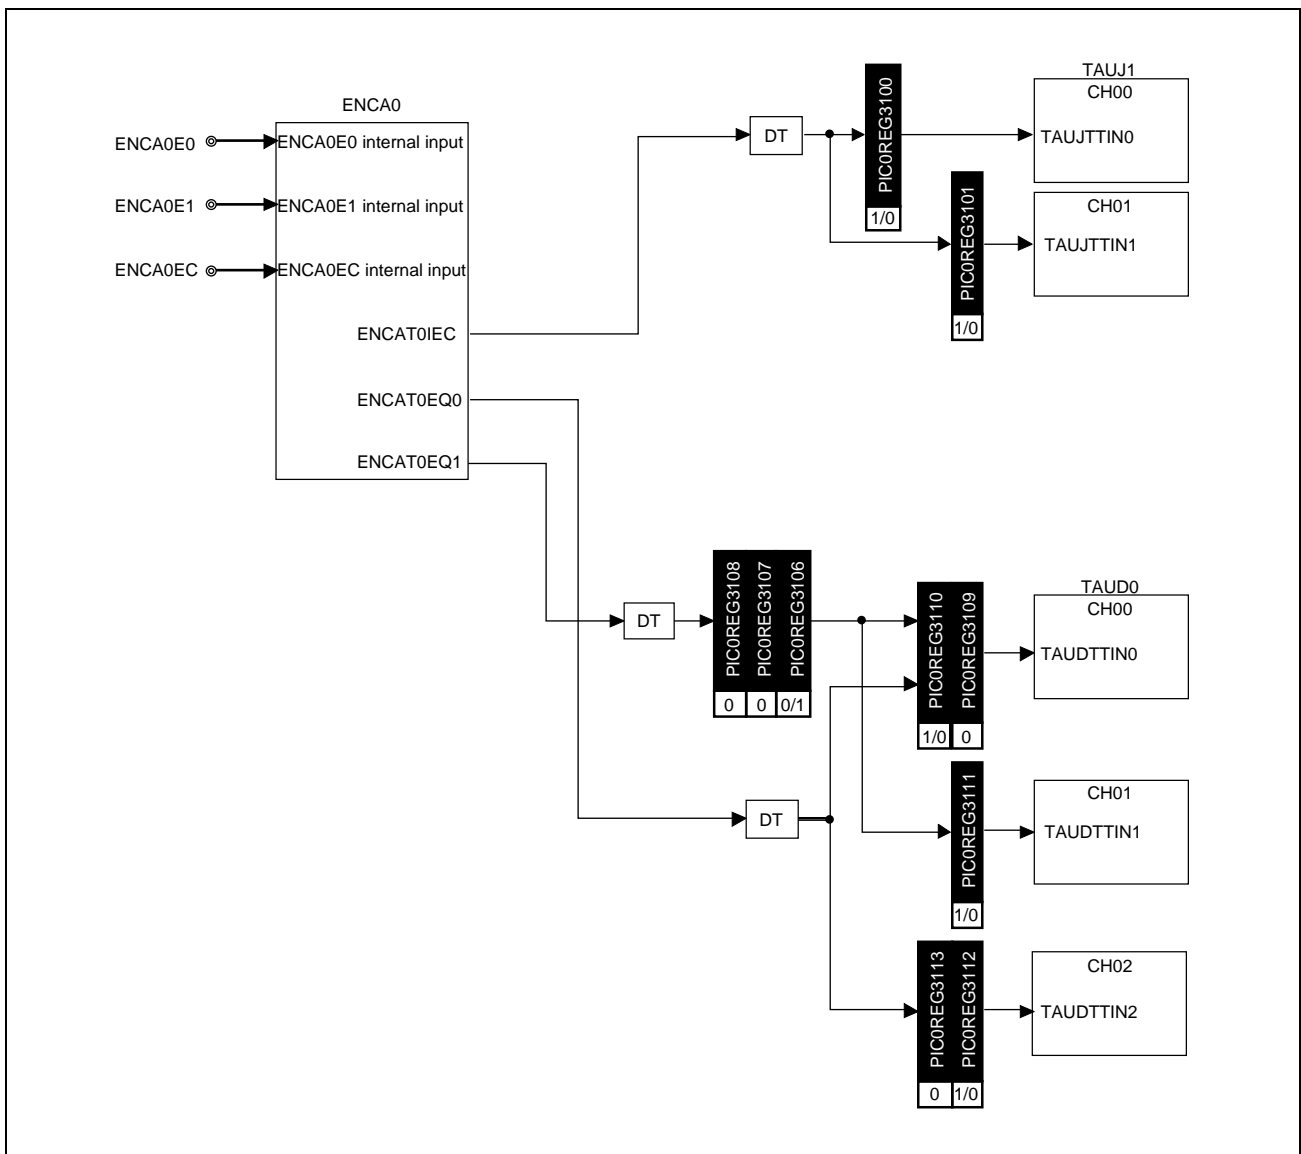 ENCA0
ENCA0E0
ENCA0E0 internal input
ENCA0E1
ENCA0E1 internal input
ENCA0EC
ENCA0EC internal input
ENCAT0IEC
ENCAT0EQ0
ENCAT0EQ1
DT
PIC0REG3100
1/0
TAUJ1
CH00
TAUJTTIN0
PIC0REG3101
1/0
CH01
TAUJTTIN1
DT
PIC0REG3108
PIC0REG3107
PIC0REG3106
0
0
0/1
PIC0REG3110
PIC0REG3109
1/0
0
TAUD0
CH00
TAUDTTIN0
DT
PIC0REG3111
1/0
CH01
TAUDTTIN1
PIC0REG3113
PIC0REG3112
0
1/0
CH02
TAUDTTIN2